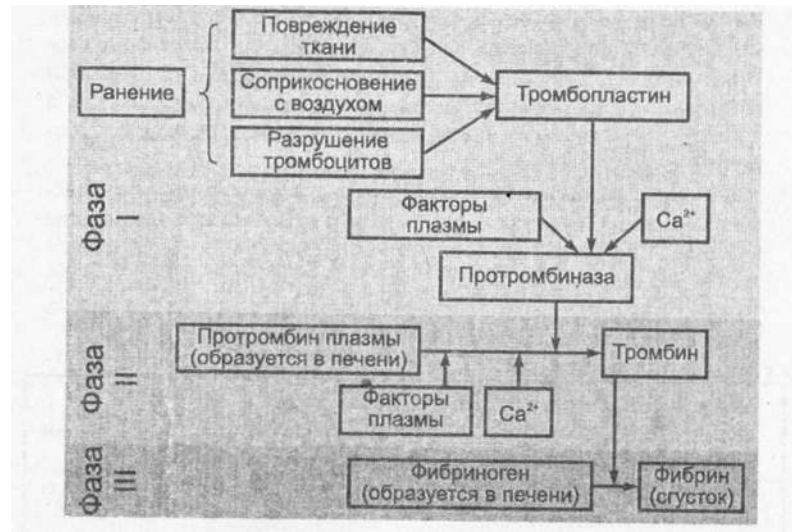 Повреждение
ткани
Ранение
Соприкосновение
с воздухом
Тромбопластин
Разрушение
тромбоцитов
Фаза
I
Факторы
плазмы
Ca²⁺
Протромбиназа
Фаза
II
Протромбин плазмы
(образуется в печени)
Тромбин
Факторы
плазмы
Ca²⁺
Фаза
III
Фибриноген
(образуется в печени)
Фибрин
(сгусток)